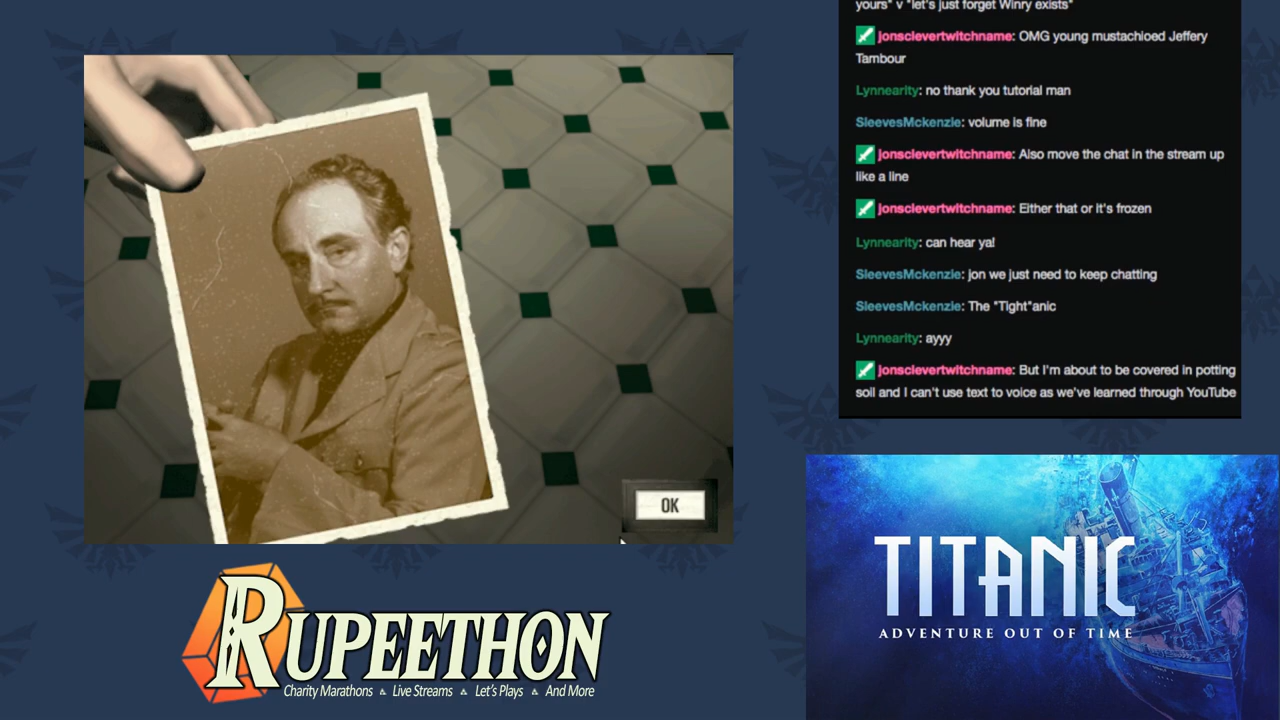 yours" v "let's just forget Winry exists"
jonsclevertwitchname: OMG young mustachioed Jeffery
Tambour
Lynnearity: no thank you tutorial man
SleevesMckenzie: volume is fine
jonsclevertwitchname: Also move the chat in the stream up
like a line
jonsclevertwitchname: Either that or it's frozen
Lynnearity: can hear ya!
SleevesMckenzie: jon we just need to keep chatting
SleevesMckenzie: The "Tight"anic
Lynnearity: ayyy
jonsclevertwitchname: But I'm about to be covered in potting
soil and I can't use text to voice as we've learned through YouTube
OK
TITANIC
ADVENTURE OUT OF TIME
RUPEETHON
Charity Marathons Live Streams Let's Plays And More